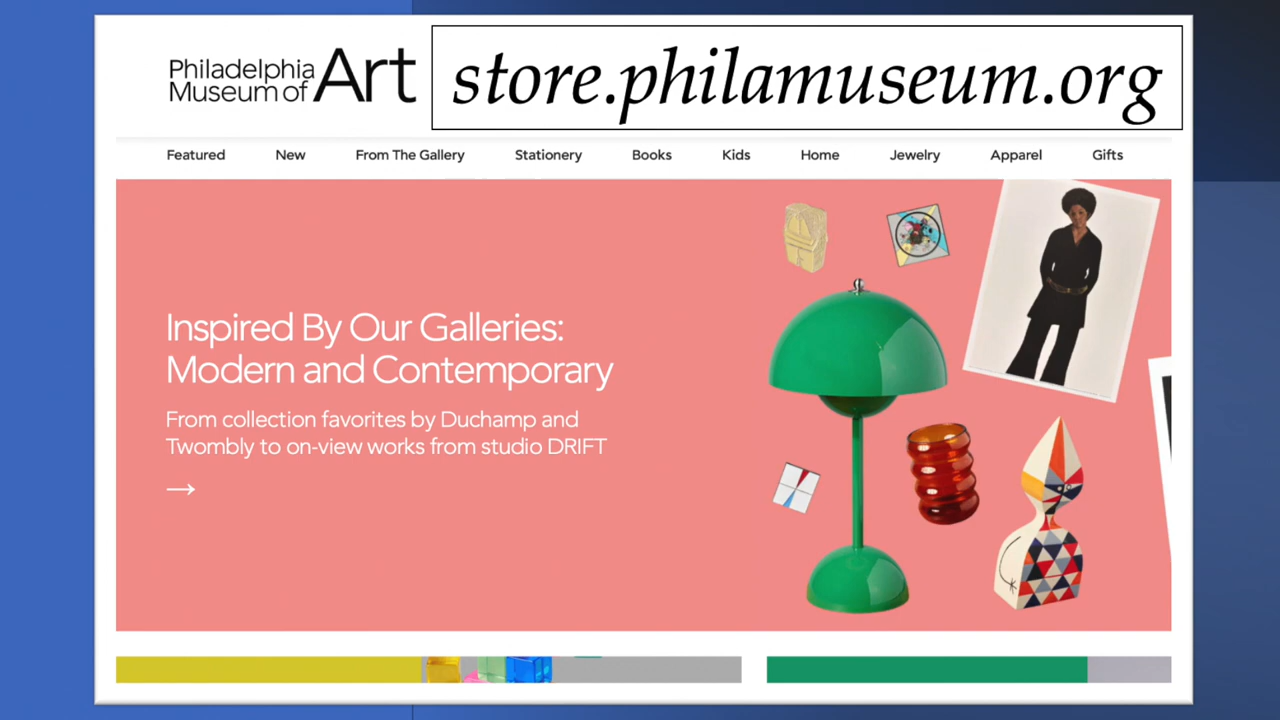 Philadelphia
Museum of Art
store.philamuseum.org
Featured New From The Gallery Stationery Books Kids Home Jewelry Apparel Gifts
Inspired By Our Galleries:
Modern and Contemporary
From collection favorites by Duchamp and
Twombly to on-view works from studio DRIFT
→